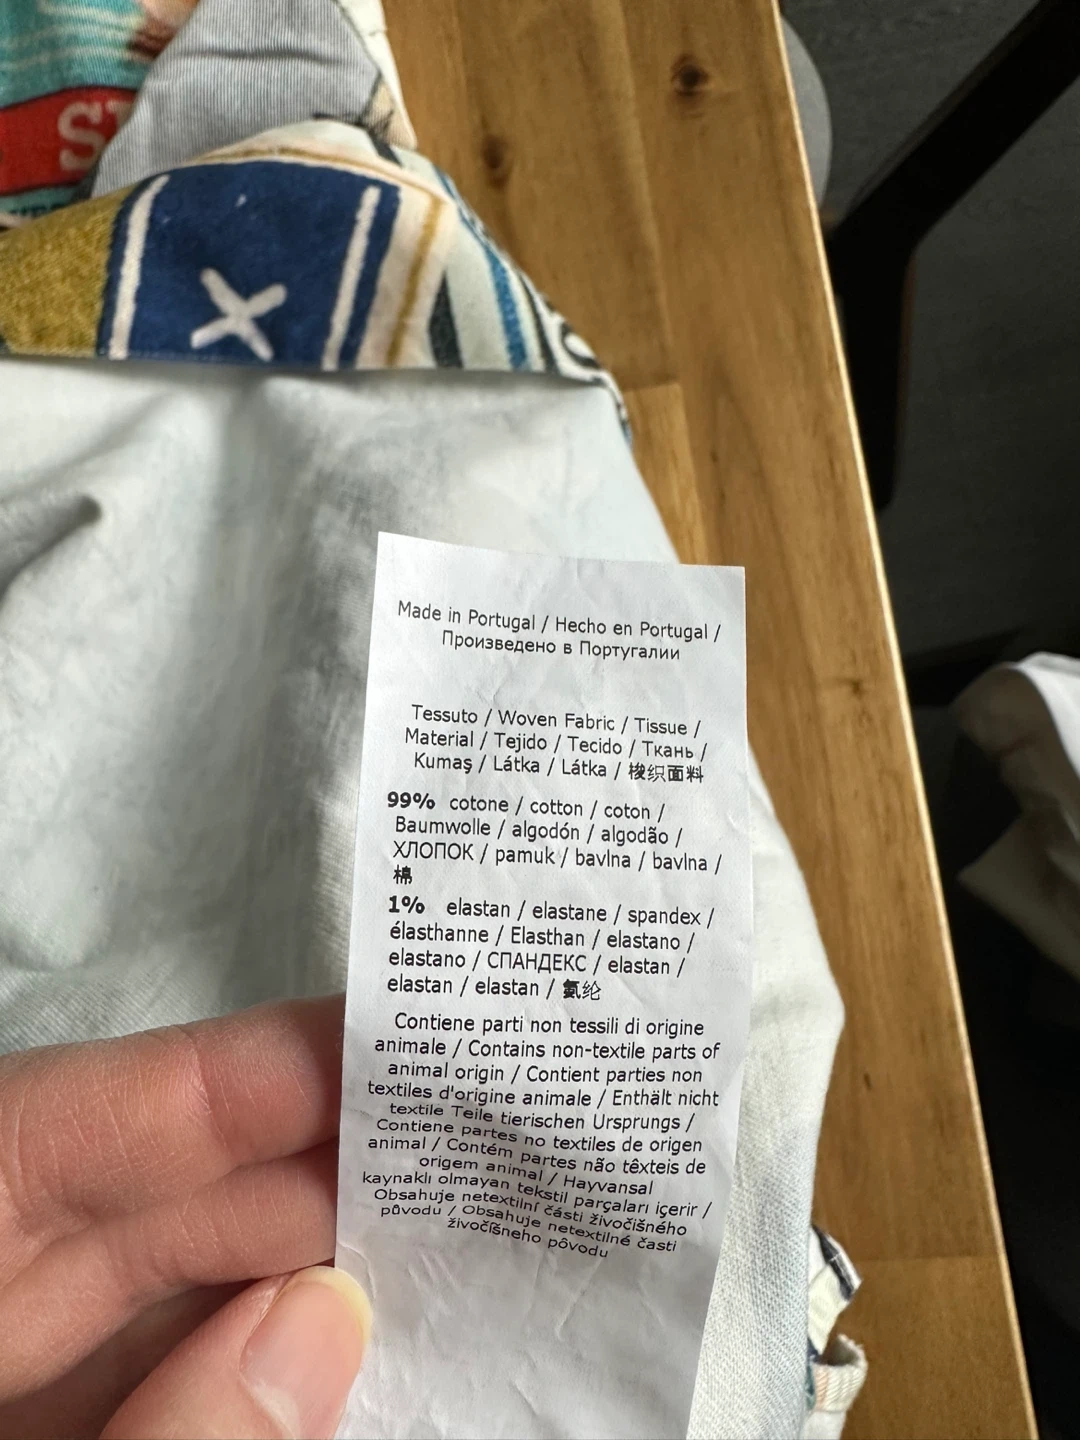 Made in Portugal / Hecho en Portugal /
Произведено в Португалии
Tessuto / Woven Fabric / Tissue /
Material / Tejido / Tecido / Ткань /
Kumaş / Látka / Látka / 梭织面料
99% cotone / cotton / coton /
Baumwolle / algodón / algodão /
ХЛОПОК / pamuk / bavlna / bavlna /
棉
1% elastan / elastane / spandex /
élasthanne / Elasthan / elastano /
elastano / СПАНДЕКС / elastan /
elastan / elastan / 氨纶
Contiene parti non tessili di origine
animale / Contains non-textile parts of
animal origin / Contient parties non
textiles d'origine animale / Enthält nicht
textile Teile tierischen Ursprungs /
Contiene partes no textiles de origen
animal / Contém partes não têxteis de
origem animal / Hayvansal
kaynaklı olmayan tekstil parçaları içerir /
Obsahuje netextilní části živočišného
původu / Obsahuje netextilné časti
živočíšneho pôvodu